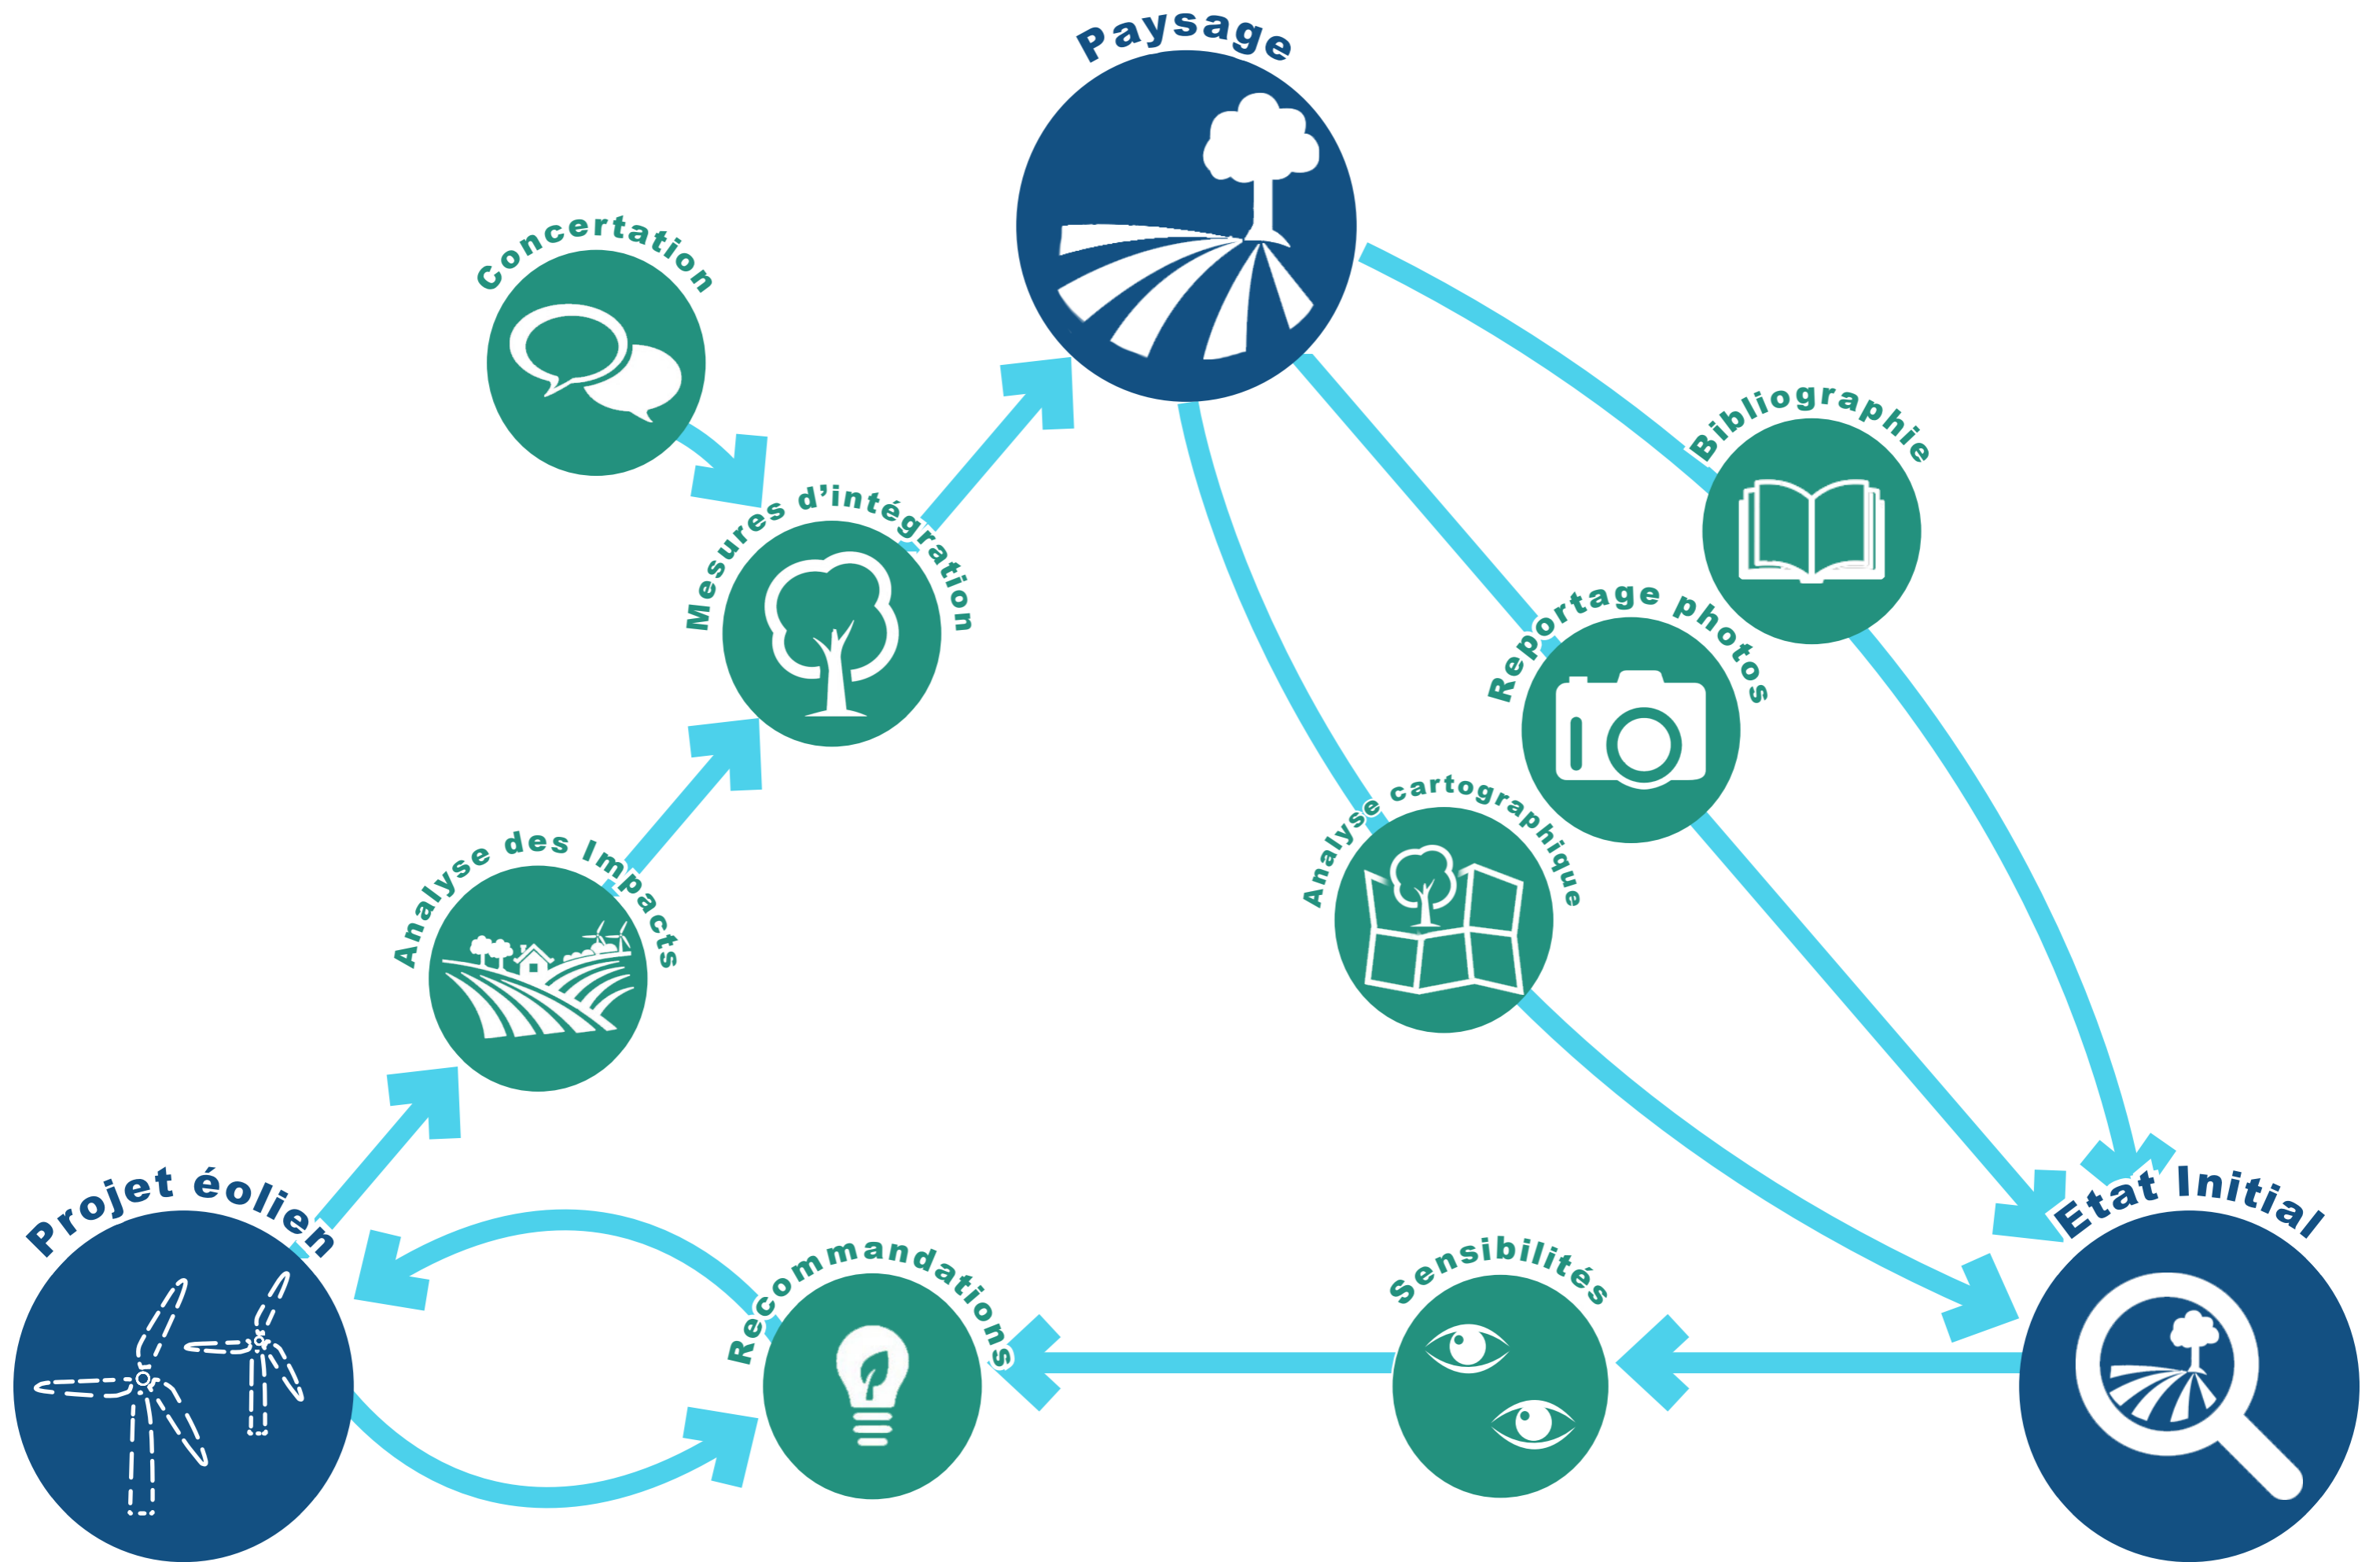 Paysage
Concertation
Bibliographie
Mesures d'intégration
Reportage photos
Analyse cartographique
Analyse des Impacts
Projet éolien
Etat Initial
Recommandations
Sensibilités